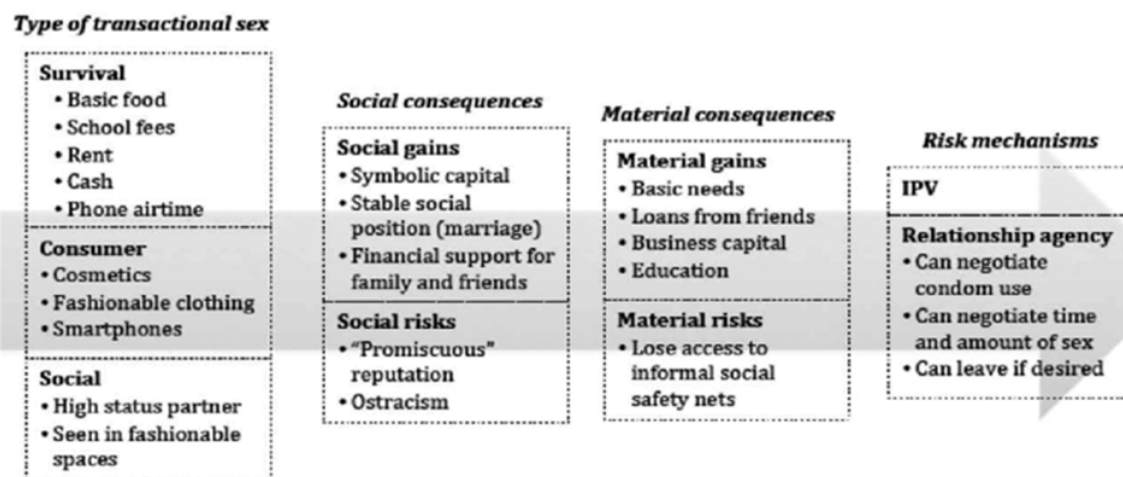 Type of transactional sex
Survival
• Basic food
• School fees
• Rent
• Cash
• Phone airtime
Consumer
• Cosmetics
• Fashionable clothing
• Smartphones
Social
• High status partner
• Seen in fashionable
spaces
Social consequences
Social gains
• Symbolic capital
• Stable social
position (marriage)
• Financial support for
family and friends
Social risks
• “Promiscuous”
reputation
• Ostracism
Material consequences
Material gains
• Basic needs
• Loans from friends
• Business capital
• Education
Material risks
• Lose access to
informal social
safety nets
Risk mechanisms
IPV
Relationship agency
• Can negotiate
condom use
• Can negotiate time
and amount of sex
• Can leave if desired